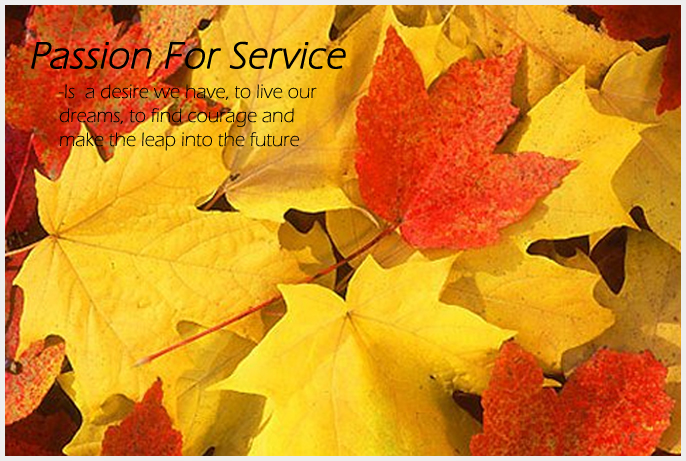 Passion For Service
-Is a desire we have, to live our
dreams, to find courage and
make the leap into the future